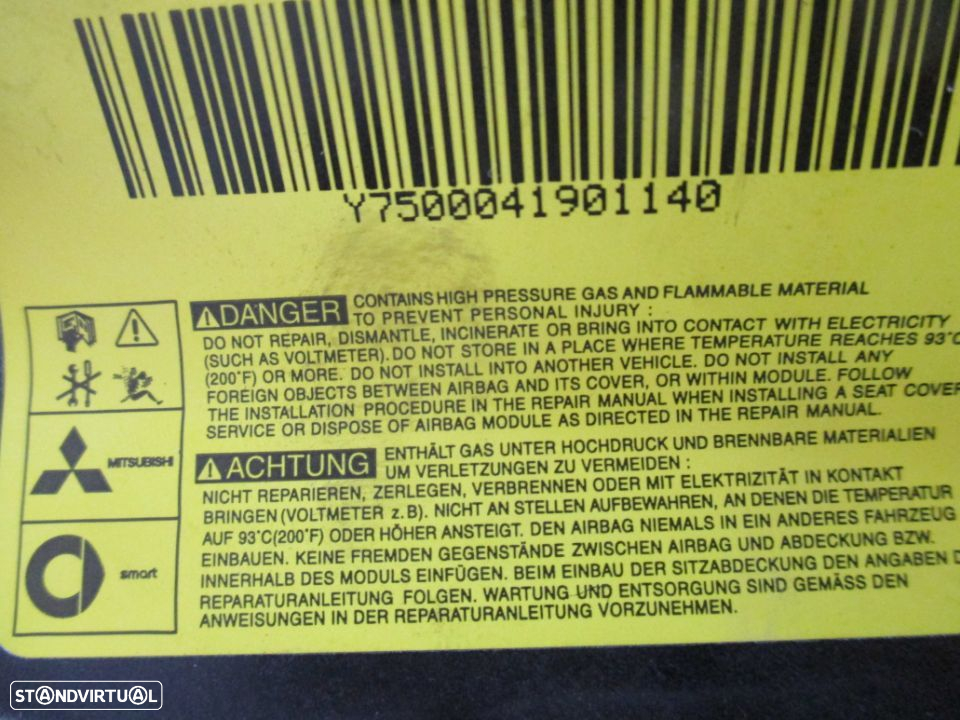 Y7500041901140
⚠DANGER CONTAINS HIGH PRESSURE GAS AND FLAMMABLE MATERIAL
TO PREVENT PERSONAL INJURY :
DO NOT REPAIR, DISMANTLE, INCINERATE OR BRING INTO CONTACT WITH ELECTRICITY
(SUCH AS VOLTMETER). DO NOT STORE IN A PLACE WHERE TEMPERATURE REACHES 93°C
(200°F) OR MORE. DO NOT INSTALL INTO ANOTHER VEHICLE. DO NOT INSTALL ANY
FOREIGN OBJECTS BETWEEN AIRBAG AND ITS COVER, OR WITHIN MODULE. FOLLOW
THE INSTALLATION PROCEDURE IN THE REPAIR MANUAL WHEN INSTALLING A SEAT COVER
SERVICE OR DISPOSE OF AIRBAG MODULE AS DIRECTED IN THE REPAIR MANUAL.
MITSUBISHI
⚠ACHTUNG ENTHÄLT GAS UNTER HOCHDRUCK UND BRENNBARE MATERIALIEN
UM VERLETZUNGEN ZU VERMEIDEN :
NICHT REPARIEREN, ZERLEGEN, VERBRENNEN ODER MIT ELEKTRIZITÄT IN KONTAKT
BRINGEN (VOLTMETER z.B). NICHT AN STELLEN AUFBEWAHREN, AN DENEN DIE TEMPERATUR
AUF 93°C(200°F) ODER HÖHER ANSTEIGT. DEN AIRBAG NIEMALS IN EIN ANDERES FAHRZEUG
EINBAUEN. KEINE FREMDEN GEGENSTÄNDE ZWISCHEN AIRBAG UND ABDECKUNG BZW.
INNERHALB DES MODULS EINFÜGEN. BEIM EINBAU DER SITZABDECKUNG DEN ANGABEN D
REPARATURANLEITUNG FOLGEN. WARTUNG UND ENTSORGUNG SIND GEMÄSS DEN
ANWEISUNGEN IN DER REPARATURANLEITUNG VORZUNEHMEN.
smart
STANDVIRTUAL